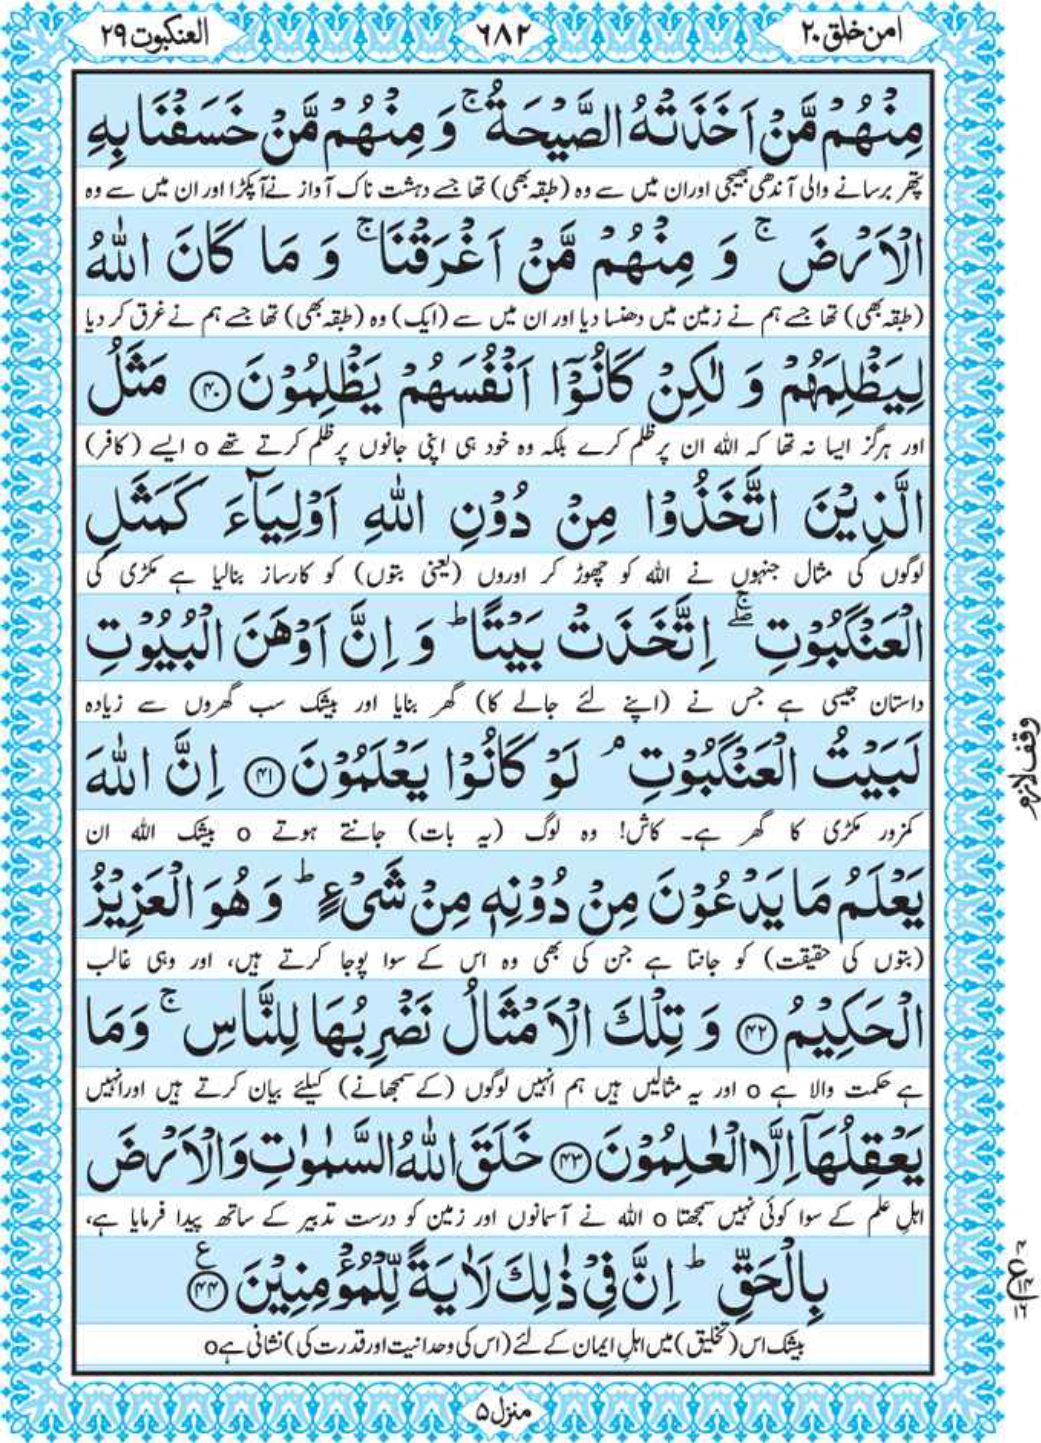 العنکبوت ۲۹
٦٨٢
امن خلق ۲۰
مِنْهُمْ مَّنْ اَخَذَتْهُ الصَّیْحَةُ ۚ وَ مِنْهُمْ مَّنْ خَسَفْنَا بِهِ
پتھر برسانے والی آندھی بھیجی اوران میں سے وہ (طبقہ بھی) تھا جسے دہشت ناک آواز نے آ پکڑا اور ان میں سے وہ
الْاَرْضَ ۚ وَ مِنْهُمْ مَّنْ اَغْرَقْنَا ۚ وَ مَا كَانَ اللّٰهُ
(طبقہ بھی) تھا جسے ہم نے زمین میں دھنسا دیا اور ان میں سے (ایک) وہ (طبقہ بھی) تھا جسے ہم نے غرق کر دیا
لِیَظْلِمَهُمْ وَ لٰكِنْ كَانُوْۤا اَنْفُسَهُمْ یَظْلِمُوْنَ ﴿۴۰﴾ مَثَلُ
اور ہرگز ایسا نہ تھا کہ اللہ ان پر ظلم کرے بلکہ وہ خود ہی اپنی جانوں پر ظلم کرتے تھے o ایسے (کافر)
الَّذِیْنَ اتَّخَذُوْا مِنْ دُوْنِ اللّٰهِ اَوْلِیَآءَ كَمَثَلِ
لوگوں کی مثال جنہوں نے اللہ کو چھوڑ کر اوروں (یعنی بتوں) کو کارساز بنالیا ہے مکڑی کی
الْعَنْكَبُوْتِ ۖۚ اِتَّخَذَتْ بَیْتًا ؕ وَ اِنَّ اَوْهَنَ الْبُیُوْتِ
داستان جیسی ہے جس نے (اپنے لئے جالے کا) گھر بنایا اور بیشک سب گھروں سے زیادہ
لَبَیْتُ الْعَنْكَبُوْتِ ۘ لَوْ كَانُوْا یَعْلَمُوْنَ ﴿۴۱﴾ اِنَّ اللّٰهَ
وقف لازم
کمزور مکڑی کا گھر ہے۔ کاش! وہ لوگ (یہ بات) جانتے ہوتے o بیشک اللہ ان
یَعْلَمُ مَا یَدْعُوْنَ مِنْ دُوْنِهٖ مِنْ شَیْءٍ ؕ وَ هُوَ الْعَزِیْزُ
(بتوں کی حقیقت) کو جانتا ہے جن کی بھی وہ اس کے سوا پوجا کرتے ہیں، اور وہی غالب
الْحَكِیْمُ ﴿۴۲﴾ وَ تِلْكَ الْاَمْثَالُ نَضْرِبُهَا لِلنَّاسِ ۚ وَ مَا
ہے حکمت والا ہے o اور یہ مثالیں ہیں ہم انہیں لوگوں (کے سمجھانے) کیلئے بیان کرتے ہیں اورانہیں
یَعْقِلُهَاۤ اِلَّا الْعٰلِمُوْنَ ﴿۴۳﴾ خَلَقَ اللّٰهُ السَّمٰوٰتِ وَ الْاَرْضَ
اہلِ علم کے سوا کوئی نہیں سمجھتا o اللہ نے آسمانوں اور زمین کو درست تدبیر کے ساتھ پیدا فرمایا ہے،
بِالْحَقِّ ؕ اِنَّ فِیْ ذٰلِكَ لَاٰیَةً لِّلْمُؤْمِنِیْنَ ﴿۴۴﴾ ع
بیشک اس (تخلیق) میں اہلِ ایمان کے لئے (اس کی وحدانیت اور قدرت کی) نشانی ہے o
منزل ۵